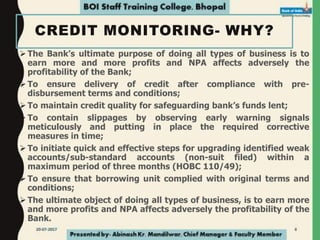 BOI Staff Training College, Bhopal
Bank of India
CREDIT MONITORING- WHY?
➢The Bank's ultimate purpose of doing all types of business is to
earn more and more profits and NPA affects adversely the
profitability of the Bank;
➢To ensure delivery of credit after compliance with pre-
disbursement terms and conditions;
➢To maintain credit quality for safeguarding bank's funds lent;
➢To contain slippages by observing early warning signals
meticulously and putting in place the required corrective
measures in time;
➢To initiate quick and effective steps for upgrading identified weak
accounts/sub-standard accounts (non-suit filed) within a
maximum period of three months (HOBC 110/49);
➢To ensure that borrowing unit complied with original terms and
conditions;
➢The ultimate object of doing all types of business, is to earn more
and more profits and NPA affects adversely the profitability of the
Bank.
20-07-2017
Presented by- Abinash Kr. Mandilwar, Chief Manager & Faculty Member